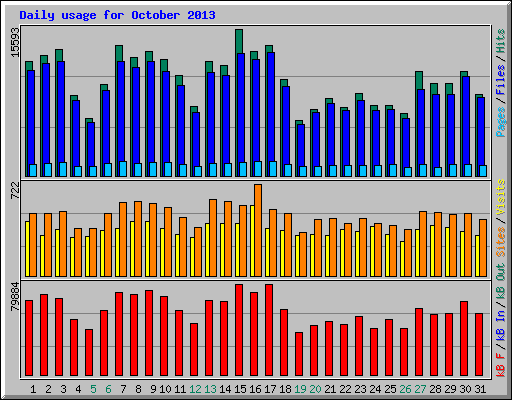 Daily usage for October 2013
15593
Pages / Files / Hits
722
Sites / Visits
79884
kB F / kB In / kB Out
1 2 3 4 5 6 7 8 9 10 11 12 13 14 15 16 17 18 19 20 21 22 23 24 25 26 27 28 29 30 31